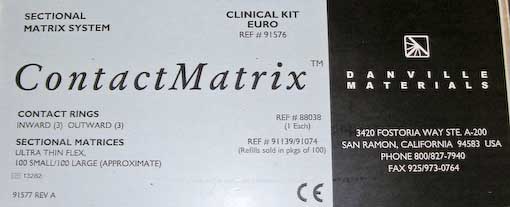 SECTIONAL
MATRIX SYSTEM
CLINICAL KIT
EURO
REF # 91576
ContactMatrix™
CONTACT RINGS
INWARD (3) OUTWARD (3)
REF # 88038
(1 Each)
SECTIONAL MATRICES
ULTRA THIN FLEX,
100 SMALL/100 LARGE (APPROXIMATE)
REF # 91139/91074
(Refills sold in pkgs of 100)
13282
91577 REV A
CE
DANVILLE
MATERIALS
3420 FOSTORIA WAY STE. A-200
SAN RAMON, CALIFORNIA 94583 USA
PHONE 800/827-7940
FAX 925/973-0764